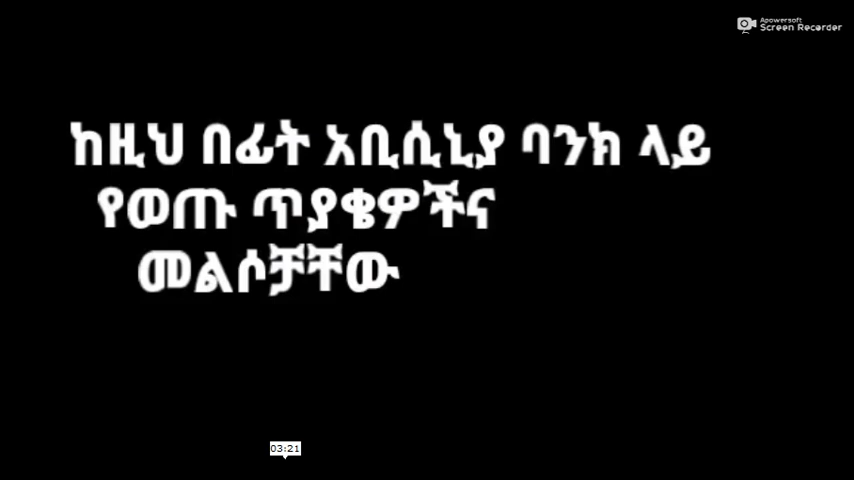 Apowersoft
Screen Recorder
ከዚህ በፊት አቢሲኒያ ባንክ ላይ
የወጡ ጥያቄዎችና
መልሶቻቸው
03:21